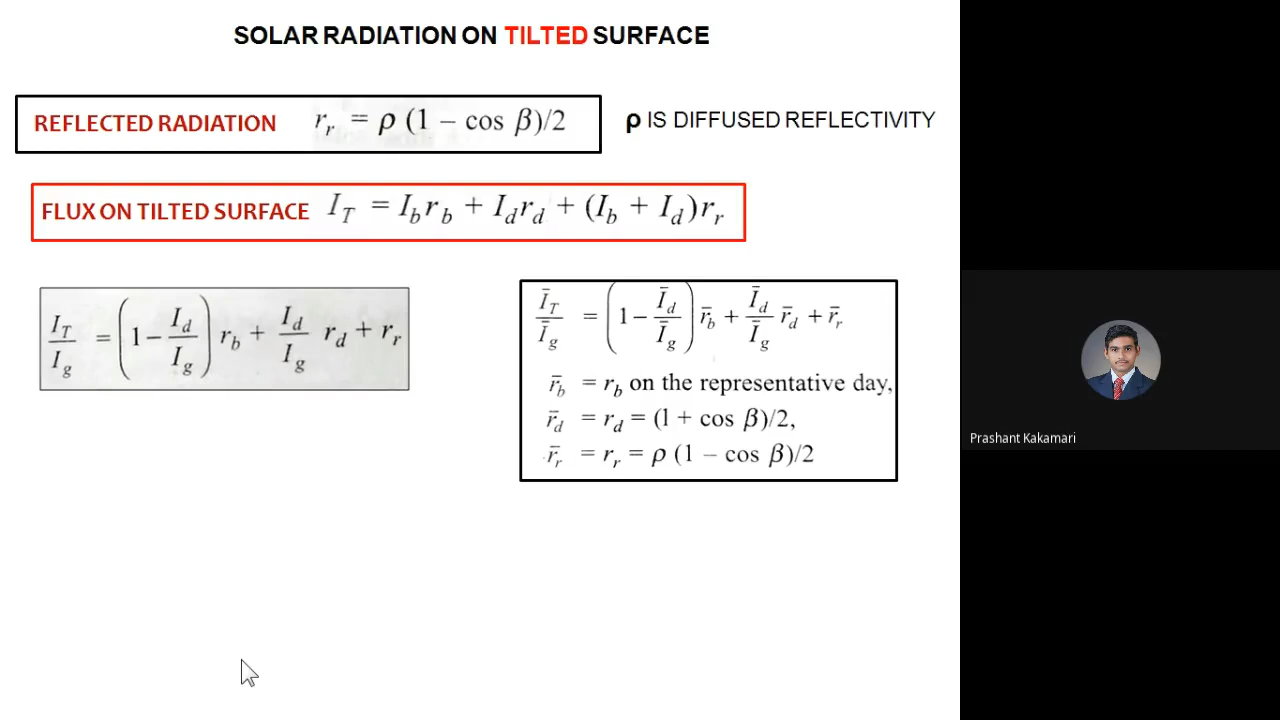 SOLAR RADIATION ON TILTED SURFACE
REFLECTED RADIATION r_r = ρ (1 − cos β)/2
ρ IS DIFFUSED REFLECTIVITY
FLUX ON TILTED SURFACE I_T = I_b r_b + I_d r_d + (I_b + I_d) r_r
I_T/I_g = (1 − I_d/I_g) r_b + I_d/I_g r_d + r_r
Ī_T/Ī_g = (1 − Ī_d/Ī_g) r̄_b + Ī_d/Ī_g r̄_d + r̄_r
r̄_b = r_b on the representative day,
r̄_d = r_d = (1 + cos β)/2,
r̄_r = r_r = ρ (1 − cos β)/2
Prashant Kakamari